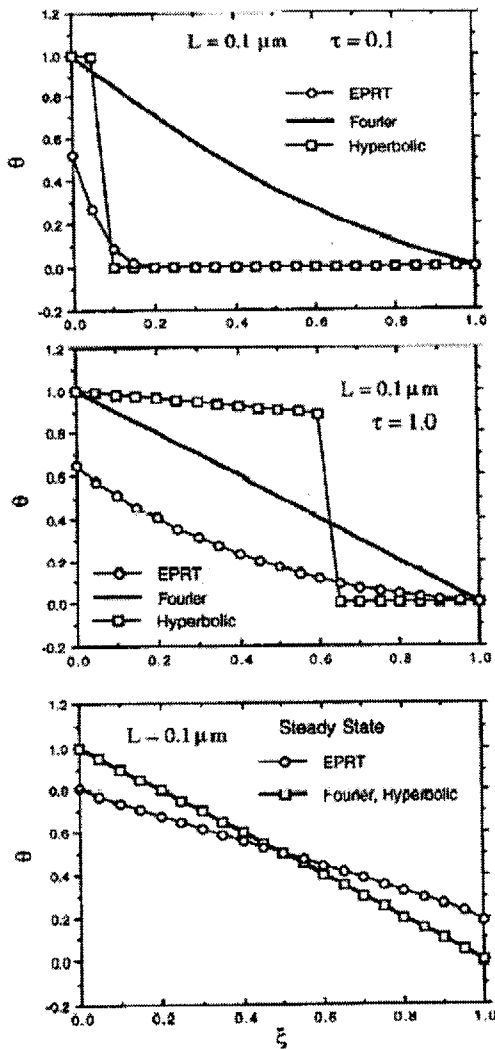 L = 0.1 μm τ = 0.1
EPRT
Fourier
Hyperbolic
θ
1.2
1.0
0.8
0.6
0.4
0.2
0.0
-0.2
0.0 0.2 0.4 0.6 0.8 1.0
L = 0.1 μm
τ = 1.0
EPRT
Fourier
Hyperbolic
θ
1.2
1.0
0.8
0.6
0.4
0.2
0.0
-0.2
0.0 0.2 0.4 0.6 0.8 1.0
L = 0.1 μm
Steady State
EPRT
Fourier, Hyperbolic
θ
1.2
1.0
0.8
0.6
0.4
0.2
0.0
-0.2
0.0 0.2 0.4 0.6 0.8 1.0
ξ